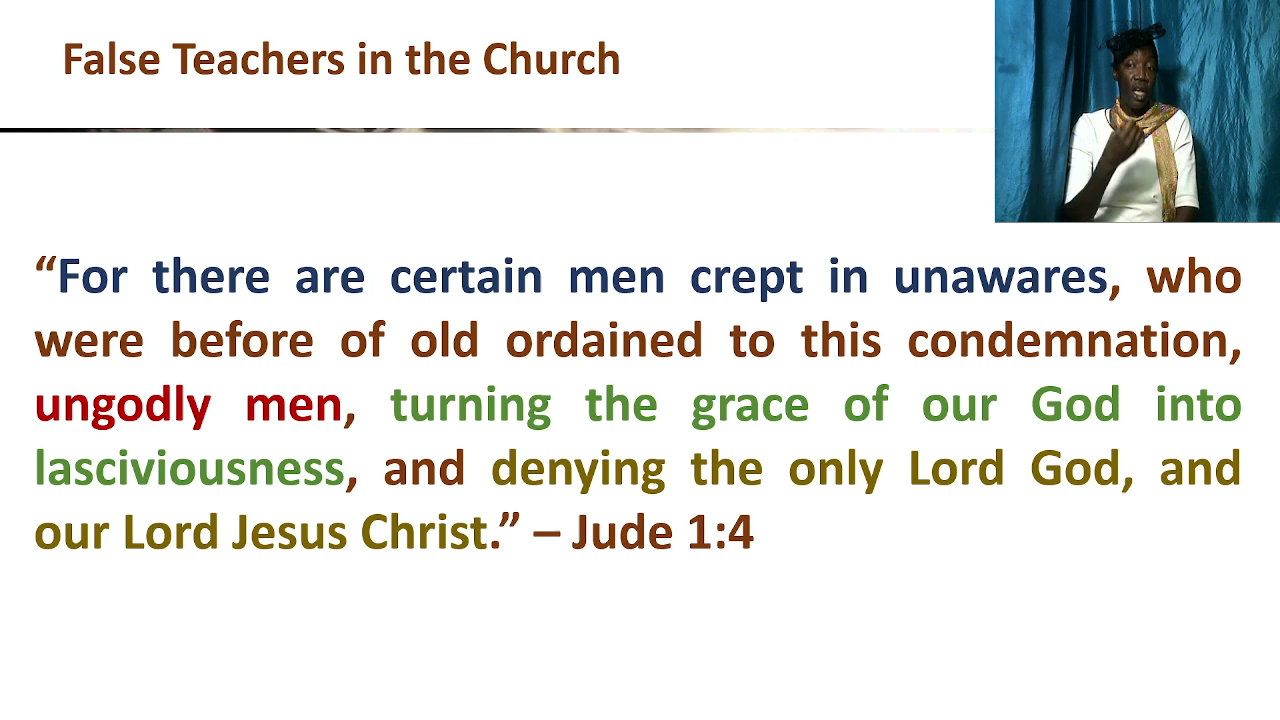 False Teachers in the Church
“For there are certain men crept in unawares, who
were before of old ordained to this condemnation,
ungodly men, turning the grace of our God into
lasciviousness, and denying the only Lord God, and
our Lord Jesus Christ.” – Jude 1:4